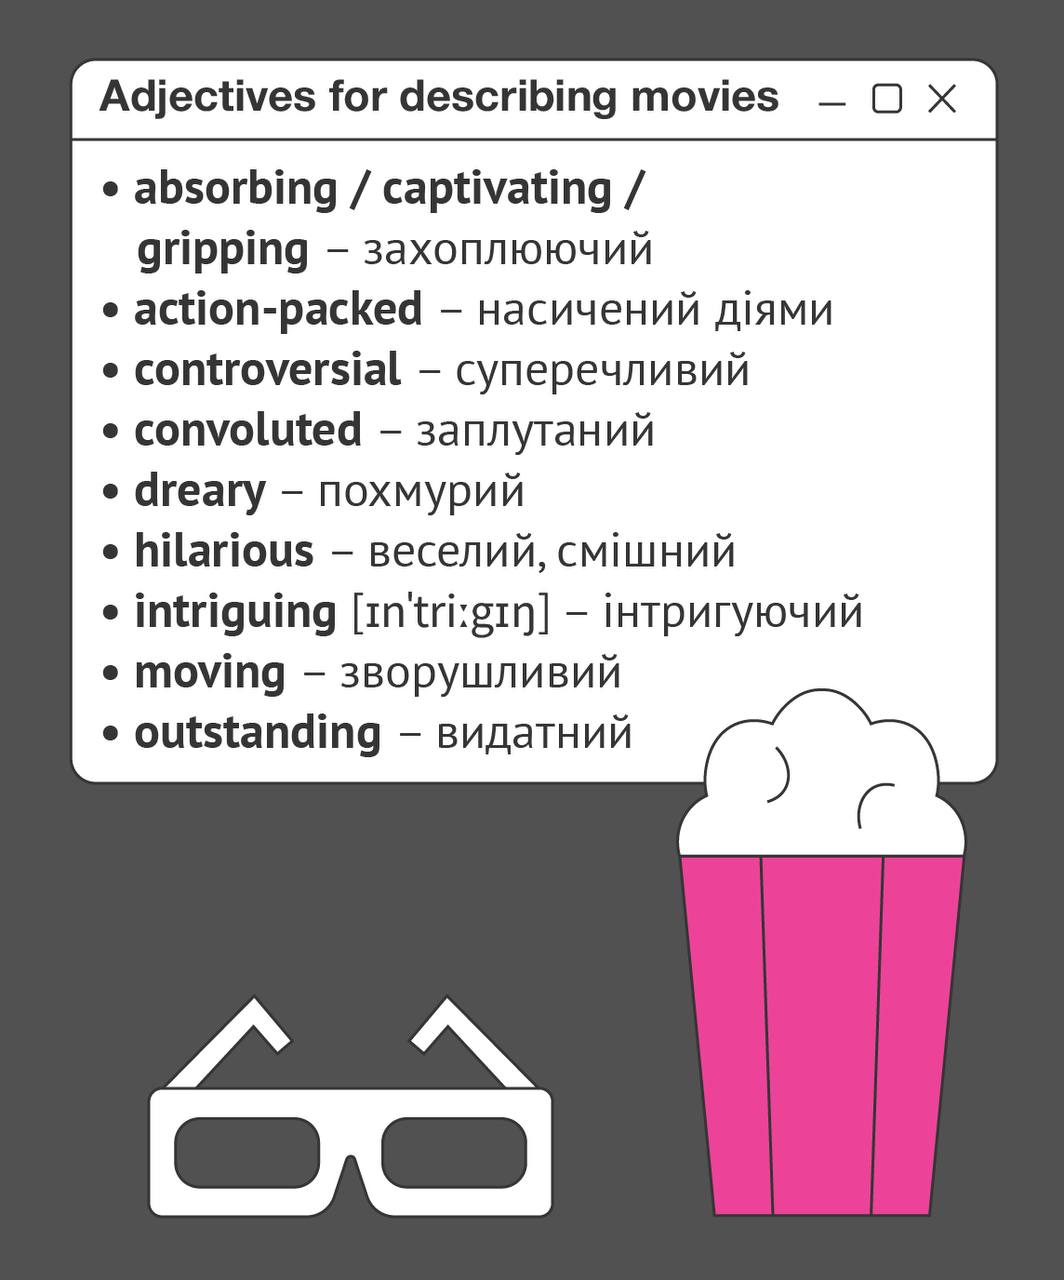 Adjectives for describing movies
• absorbing / captivating /
gripping – захоплюючий
• action-packed – насичений діями
• controversial – суперечливий
• convoluted – заплутаний
• dreary – похмурий
• hilarious – веселий, смішний
• intriguing [ɪnˈtriːgɪŋ] – інтригуючий
• moving – зворушливий
• outstanding – видатний